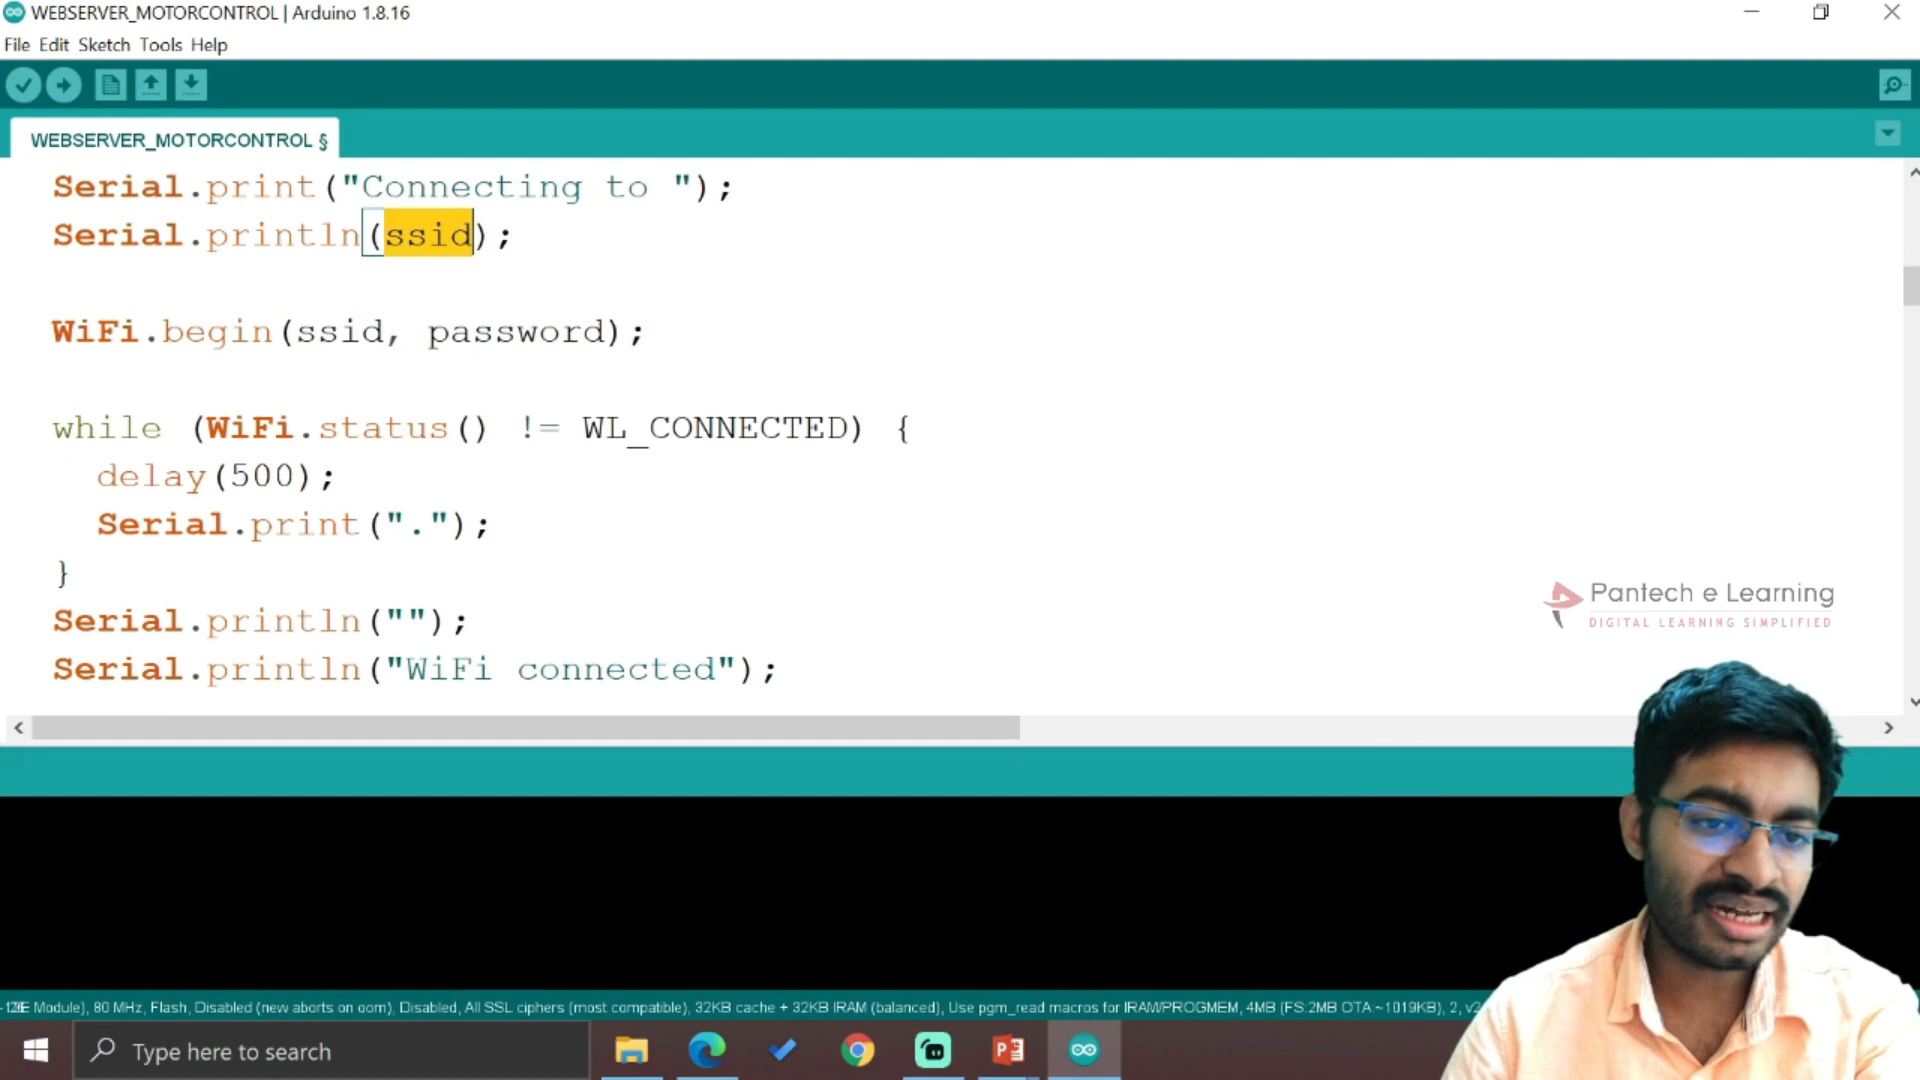 WEBSERVER_MOTORCONTROL | Arduino 1.8.16
File Edit Sketch Tools Help
WEBSERVER_MOTORCONTROL §
Serial.print("Connecting to ");
Serial.println(ssid);
WiFi.begin(ssid, password);
while (WiFi.status() != WL_CONNECTED) {
delay(500);
Serial.print(".");
}
Serial.println("");
Serial.println("WiFi connected");
Pantech e Learning
DIGITAL LEARNING SIMPLIFIED
Module), 80 MHz, Flash, Disabled (new aborts on oom), Disabled, All SSL ciphers (most compatible), 32KB cache + 32KB IRAM (balanced), Use pgm_read macros for IRAM/PROGMEM, 4MB (FS:2MB OTA:~1019KB), 2,
Type here to search